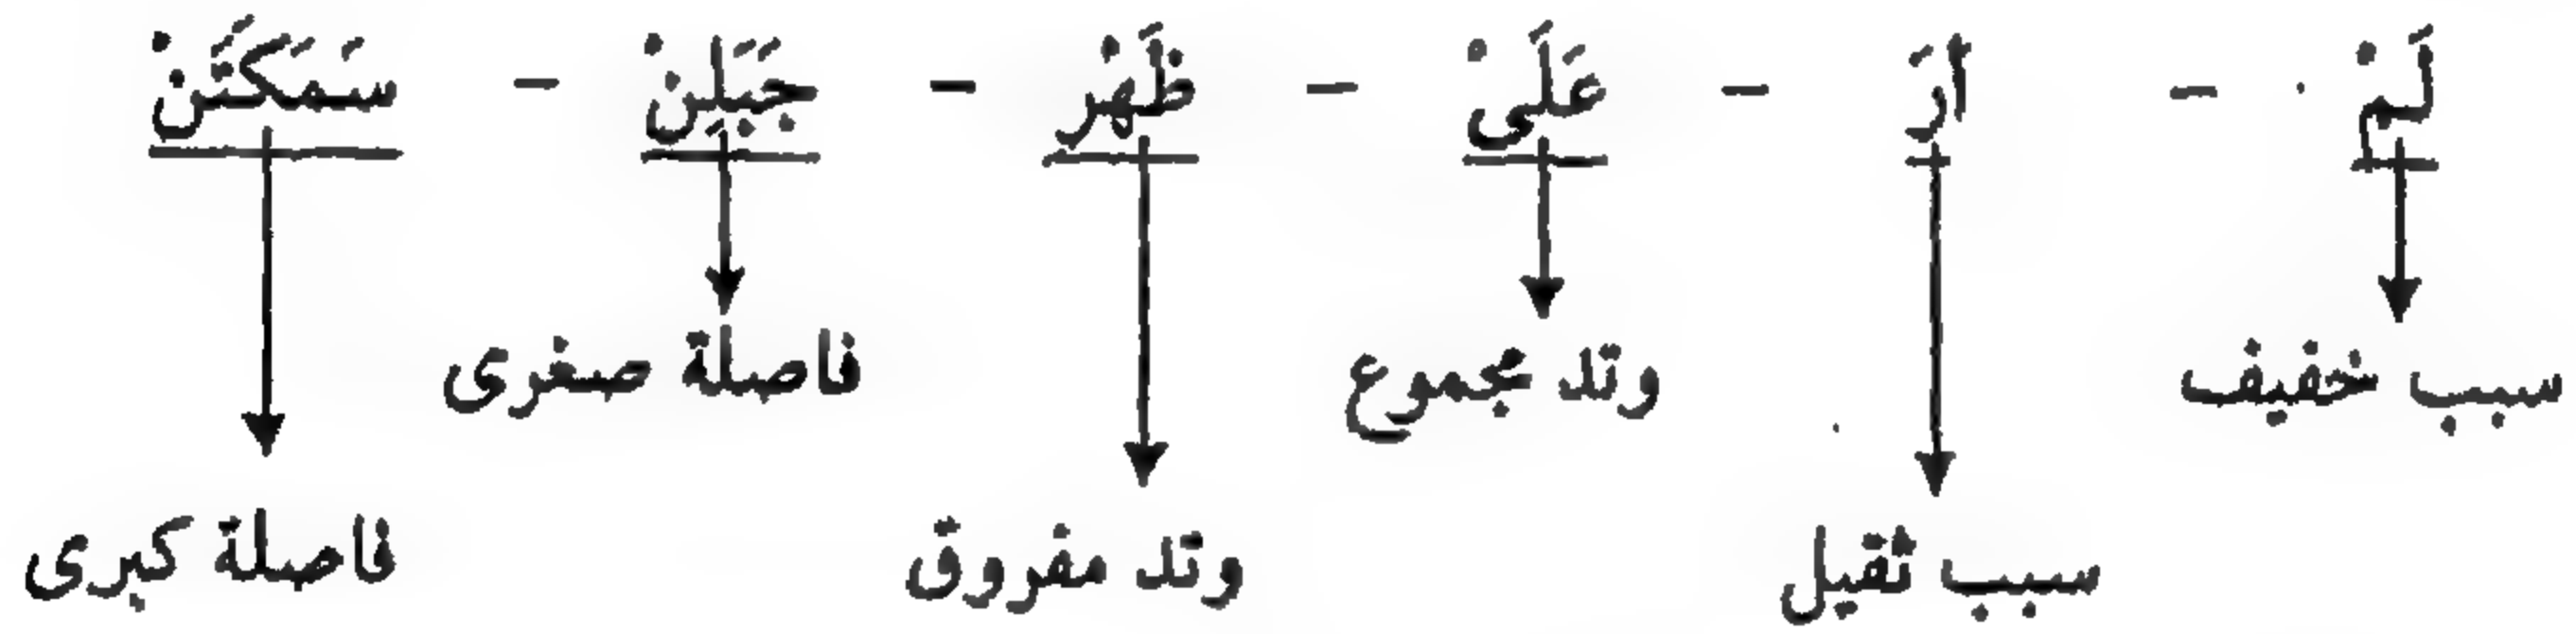 لَمْ - أرَ - عَلَىْ - ظَهْرِ - جَبَلِنْ - سَمَكَتَنْ
سبب خفيف وتد مجموع فاصلة صغرى
سبب ثقيل وتد مفروق فاصلة كبرى